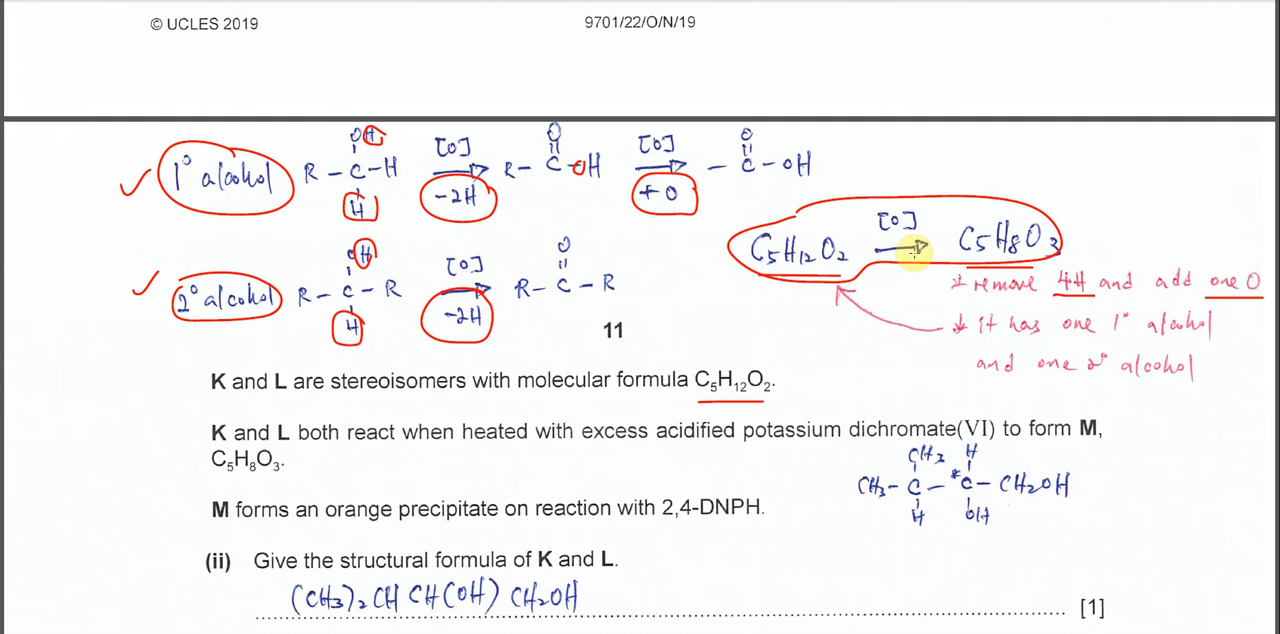 © UCLES 2019 9701/22/O/N/19
1° alcohol R – C – H OH H [O] –2H R – C OH O [O] + O – C – OH O
C5H12O2 [O] C5H8O3
2° alcohol R – C – R OH H [O] –2H R – C – R O
* remove 4H and add one O
* it has one 1° alcohol
and one 2° alcohol
11
K and L are stereoisomers with molecular formula C₅H₁₂O₂.
K and L both react when heated with excess acidified potassium dichromate(VI) to form M,
C₅H₈O₃.
CH3 H
CH3 – C – *C – CH2OH
H OH
M forms an orange precipitate on reaction with 2,4-DNPH.
(ii) Give the structural formula of K and L.
(CH3)2 CH CH(OH) CH2OH
[1]